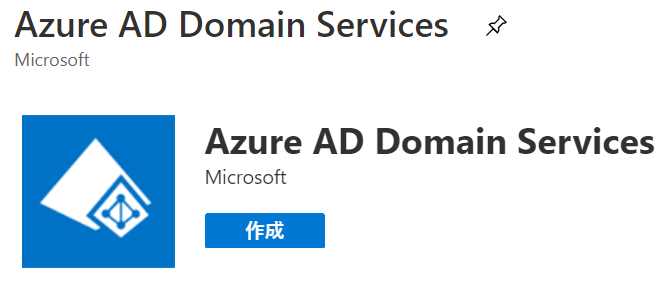 Azure AD Domain Services
Microsoft
Azure AD Domain Services
Microsoft
作成